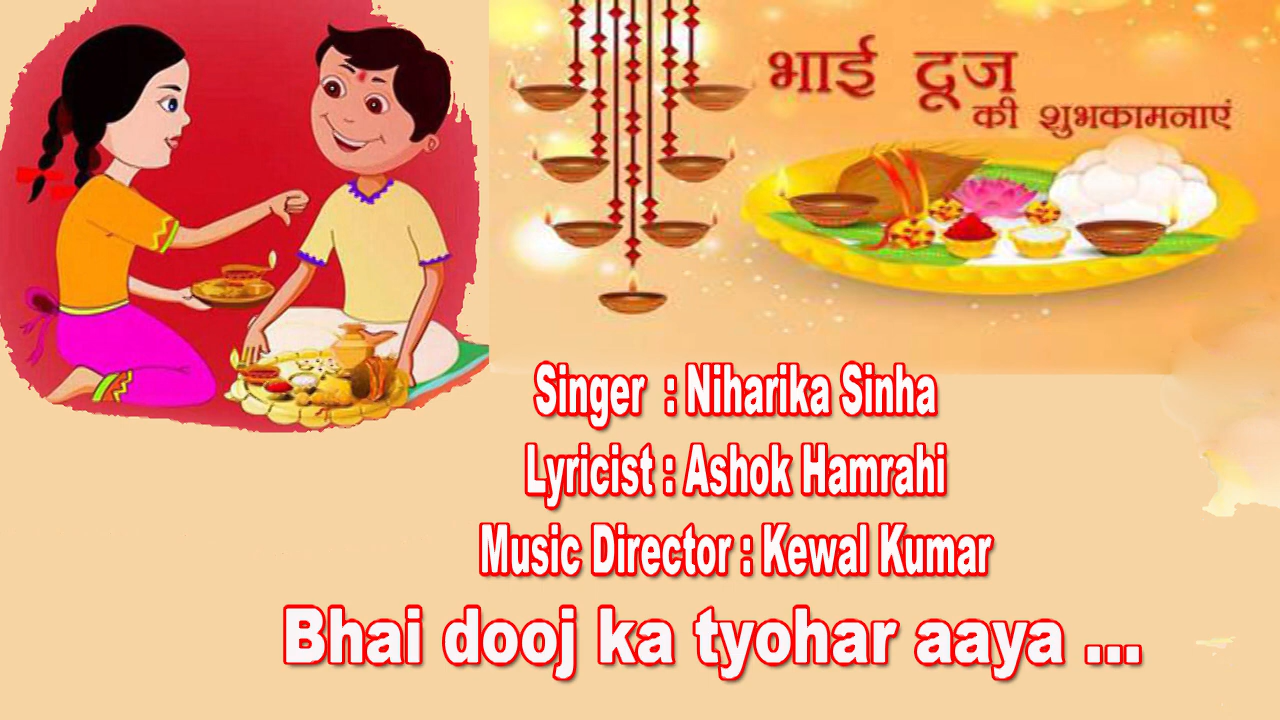 भाई दूज
की शुभकामनाएं
Singer : Niharika Sinha
Lyricist : Ashok Hamrahi
Music Director : Kewal Kumar
Bhai dooj ka tyohar aaya ...